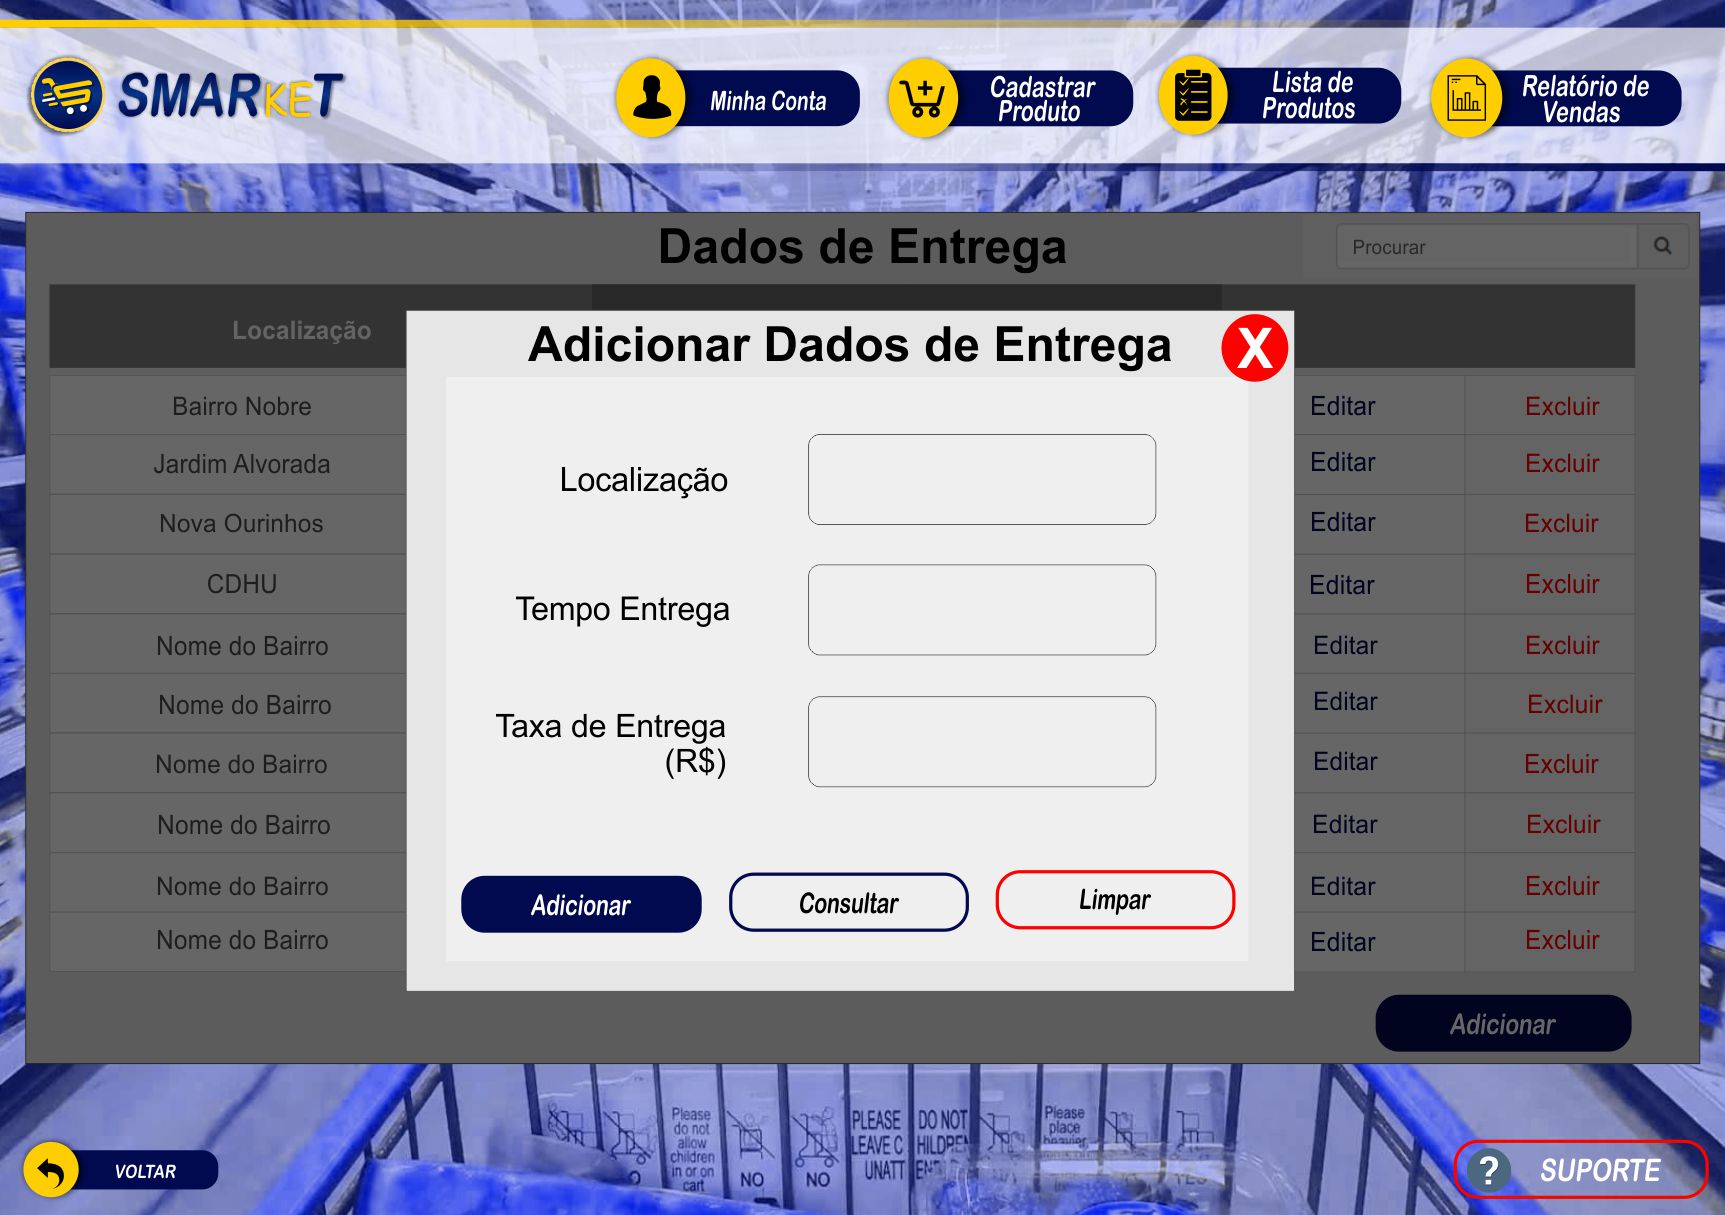 SMARKET
Minha Conta
Cadastrar
Produto
Lista de
Produtos
Relatório de
Vendas
Dados de Entrega
Procurar
Localização
Adicionar Dados de Entrega
X
Bairro Nobre
Editar
Excluir
Jardim Alvorada
Editar
Excluir
Nova Ourinhos
Editar
Excluir
CDHU
Editar
Excluir
Nome do Bairro
Editar
Excluir
Nome do Bairro
Editar
Excluir
Nome do Bairro
Editar
Excluir
Nome do Bairro
Editar
Excluir
Nome do Bairro
Editar
Excluir
Nome do Bairro
Editar
Excluir
Localização
Tempo Entrega
Taxa de Entrega
(R$)
Adicionar
Consultar
Limpar
Adicionar
Please
do not
allow
children
in or on
cart
NO
NO
PLEASE
LEAVE C
UNATT
DO NOT
HILDREN
Please
place
heavier
VOLTAR
?
SUPORTE